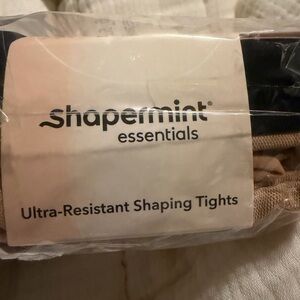 shapermint®
essentials
Ultra-Resistant Shaping Tights